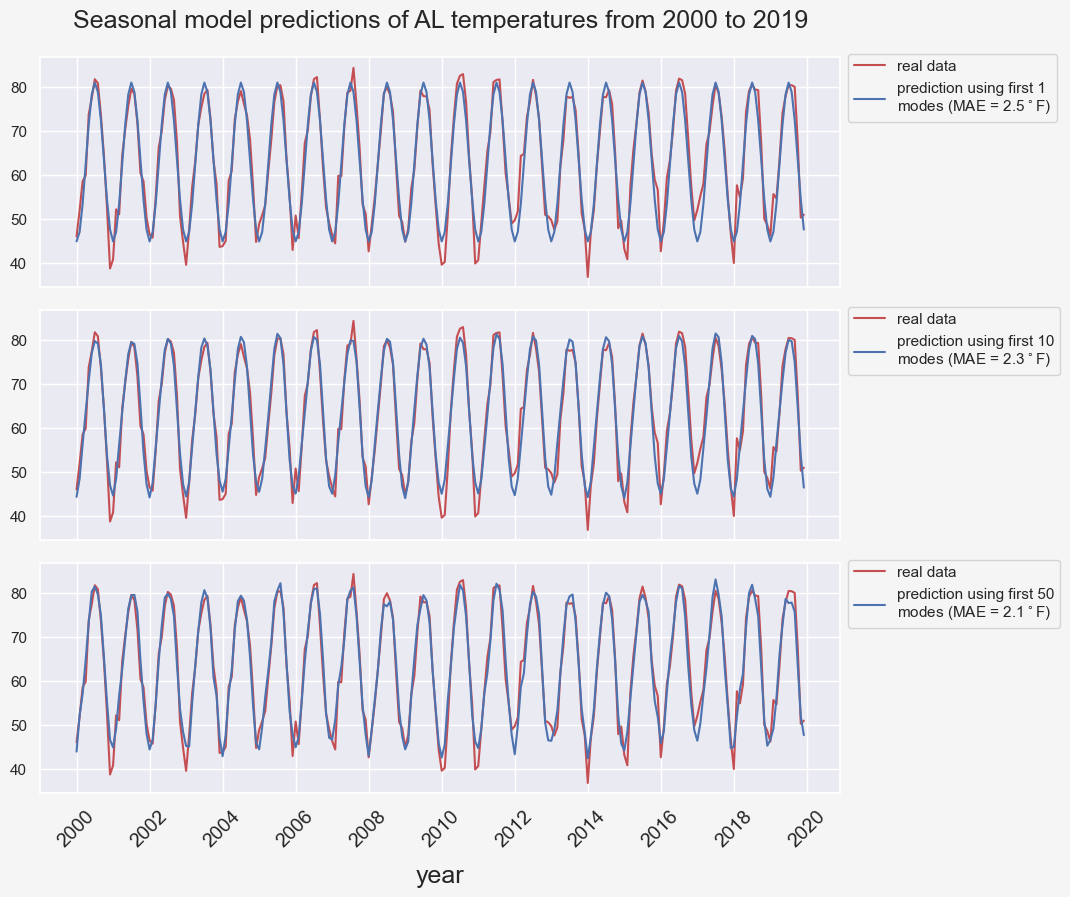 Seasonal model predictions of AL temperatures from 2000 to 2019
80
70
60
50
40
real data
prediction using first 1
modes (MAE = 2.5°F)
80
70
60
50
40
real data
prediction using first 10
modes (MAE = 2.3°F)
80
70
60
50
40
real data
prediction using first 50
modes (MAE = 2.1°F)
2000 2002 2004 2006 2008 2010 2012 2014 2016 2018 2020
year